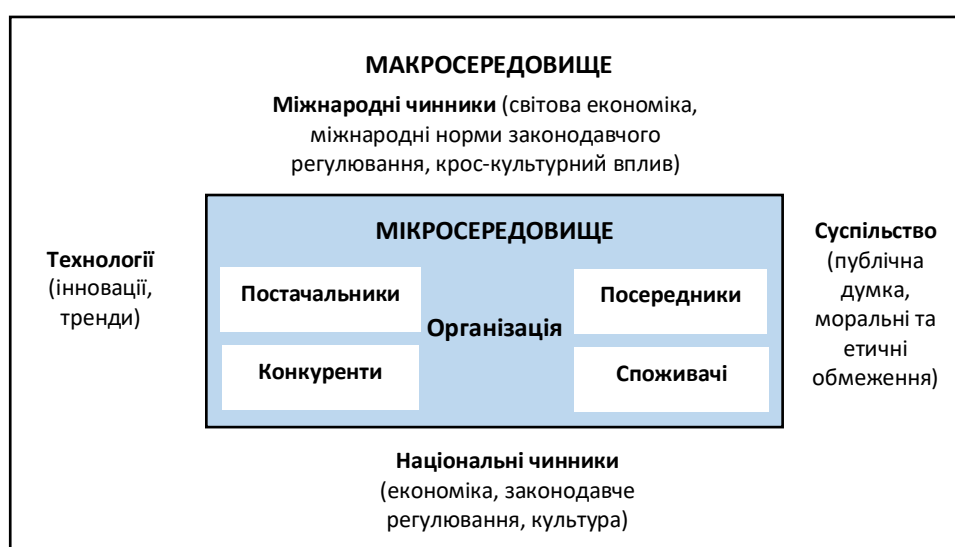 МАКРОСЕРЕДОВИЩЕ
Міжнародні чинники (світова економіка,
міжнародні норми законодавчого
регулювання, крос-культурний вплив)
Технології
(інновації,
тренди)
МІКРОСЕРЕДОВИЩЕ
Постачальники
Посередники
Організація
Конкуренти
Споживачі
Суспільство
(публічна
думка,
моральні та
етичні
обмеження)
Національні чинники
(економіка, законодавче
регулювання, культура)